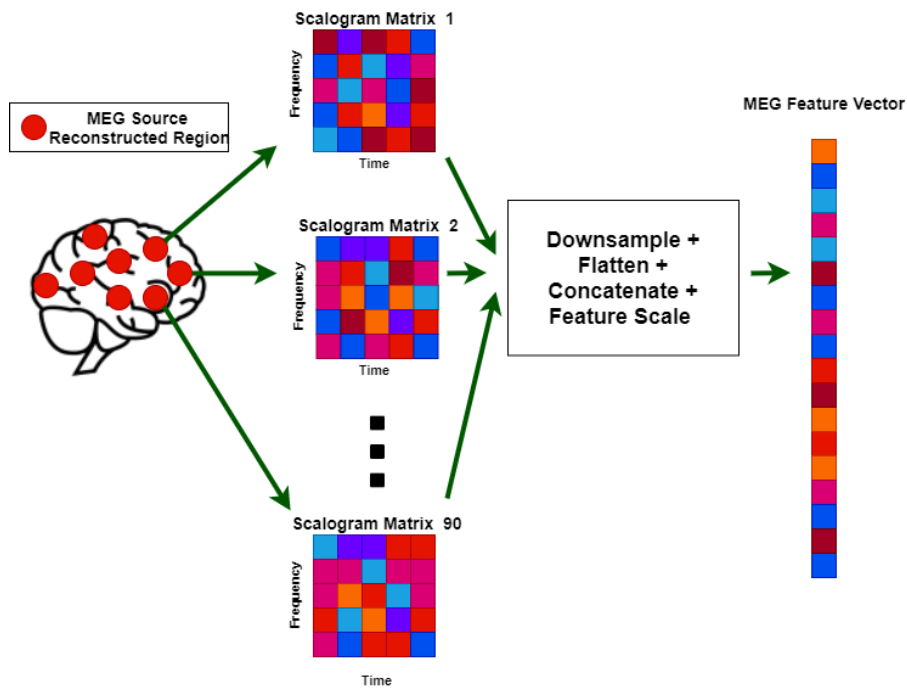 Scalogram Matrix 1
Frequency
Time
MEG Source
Reconstructed Region
MEG Feature Vector
Scalogram Matrix 2
Frequency
Time
Downsample +
Flatten +
Concatenate +
Feature Scale
Scalogram Matrix 90
Frequency
Time